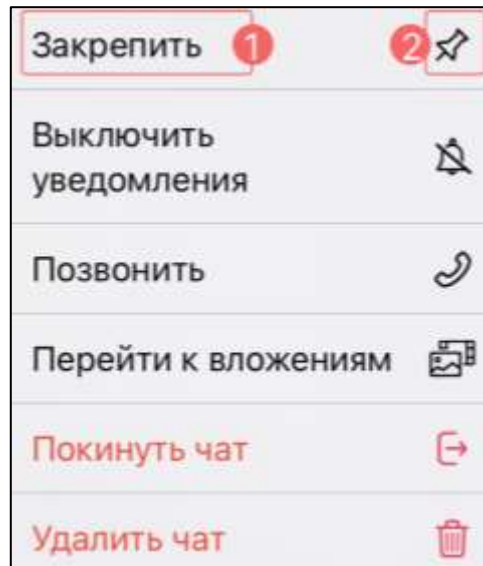 Закрепить 1 2
Выключить
уведомления
Позвонить
Перейти к вложениям
Покинуть чат
Удалить чат